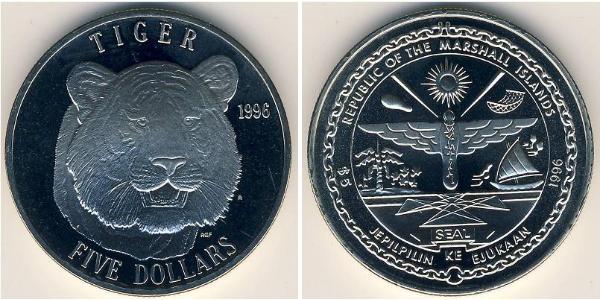 TIGER
1996
FIVE DOLLARS
R
RGF
REPUBLIC OF THE MARSHALL ISLANDS
$5
1996
SEAL
JEPILPILIN KE EJUKAAN